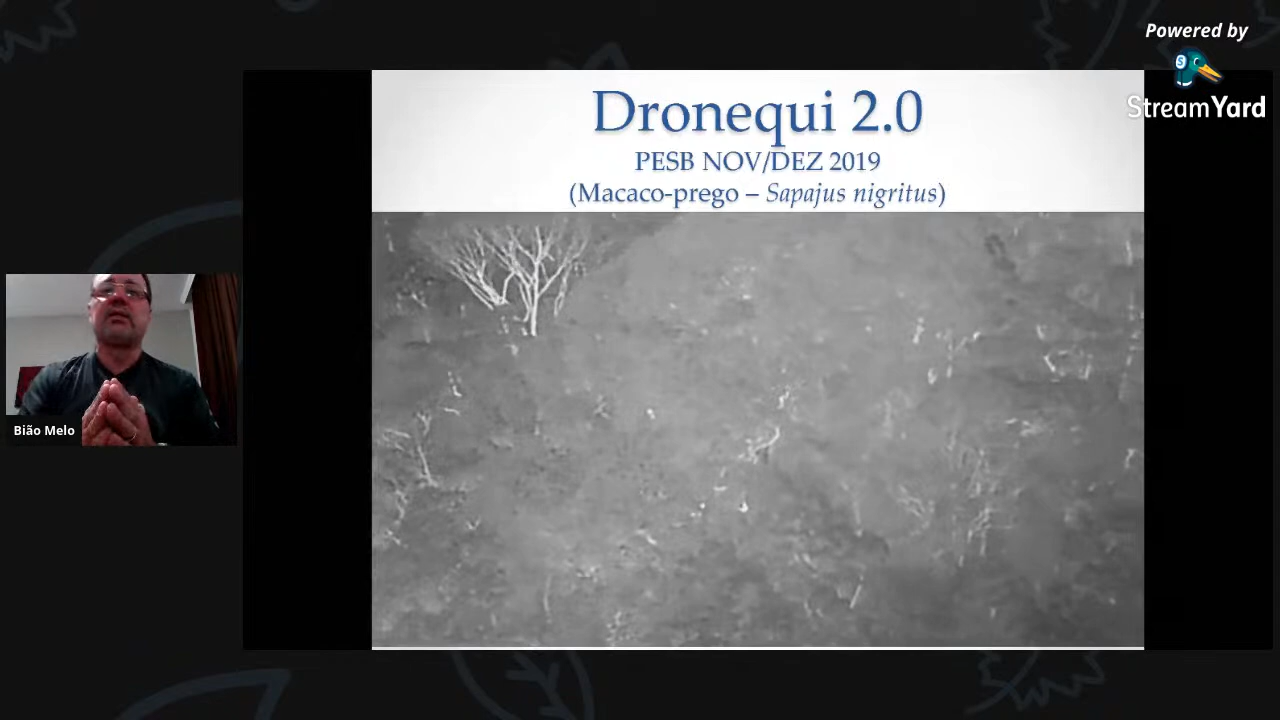 Powered by
StreamYard
Dronequi 2.0
PESB NOV/DEZ 2019
(Macaco-prego – Sapajus nigritus)
Bião Melo